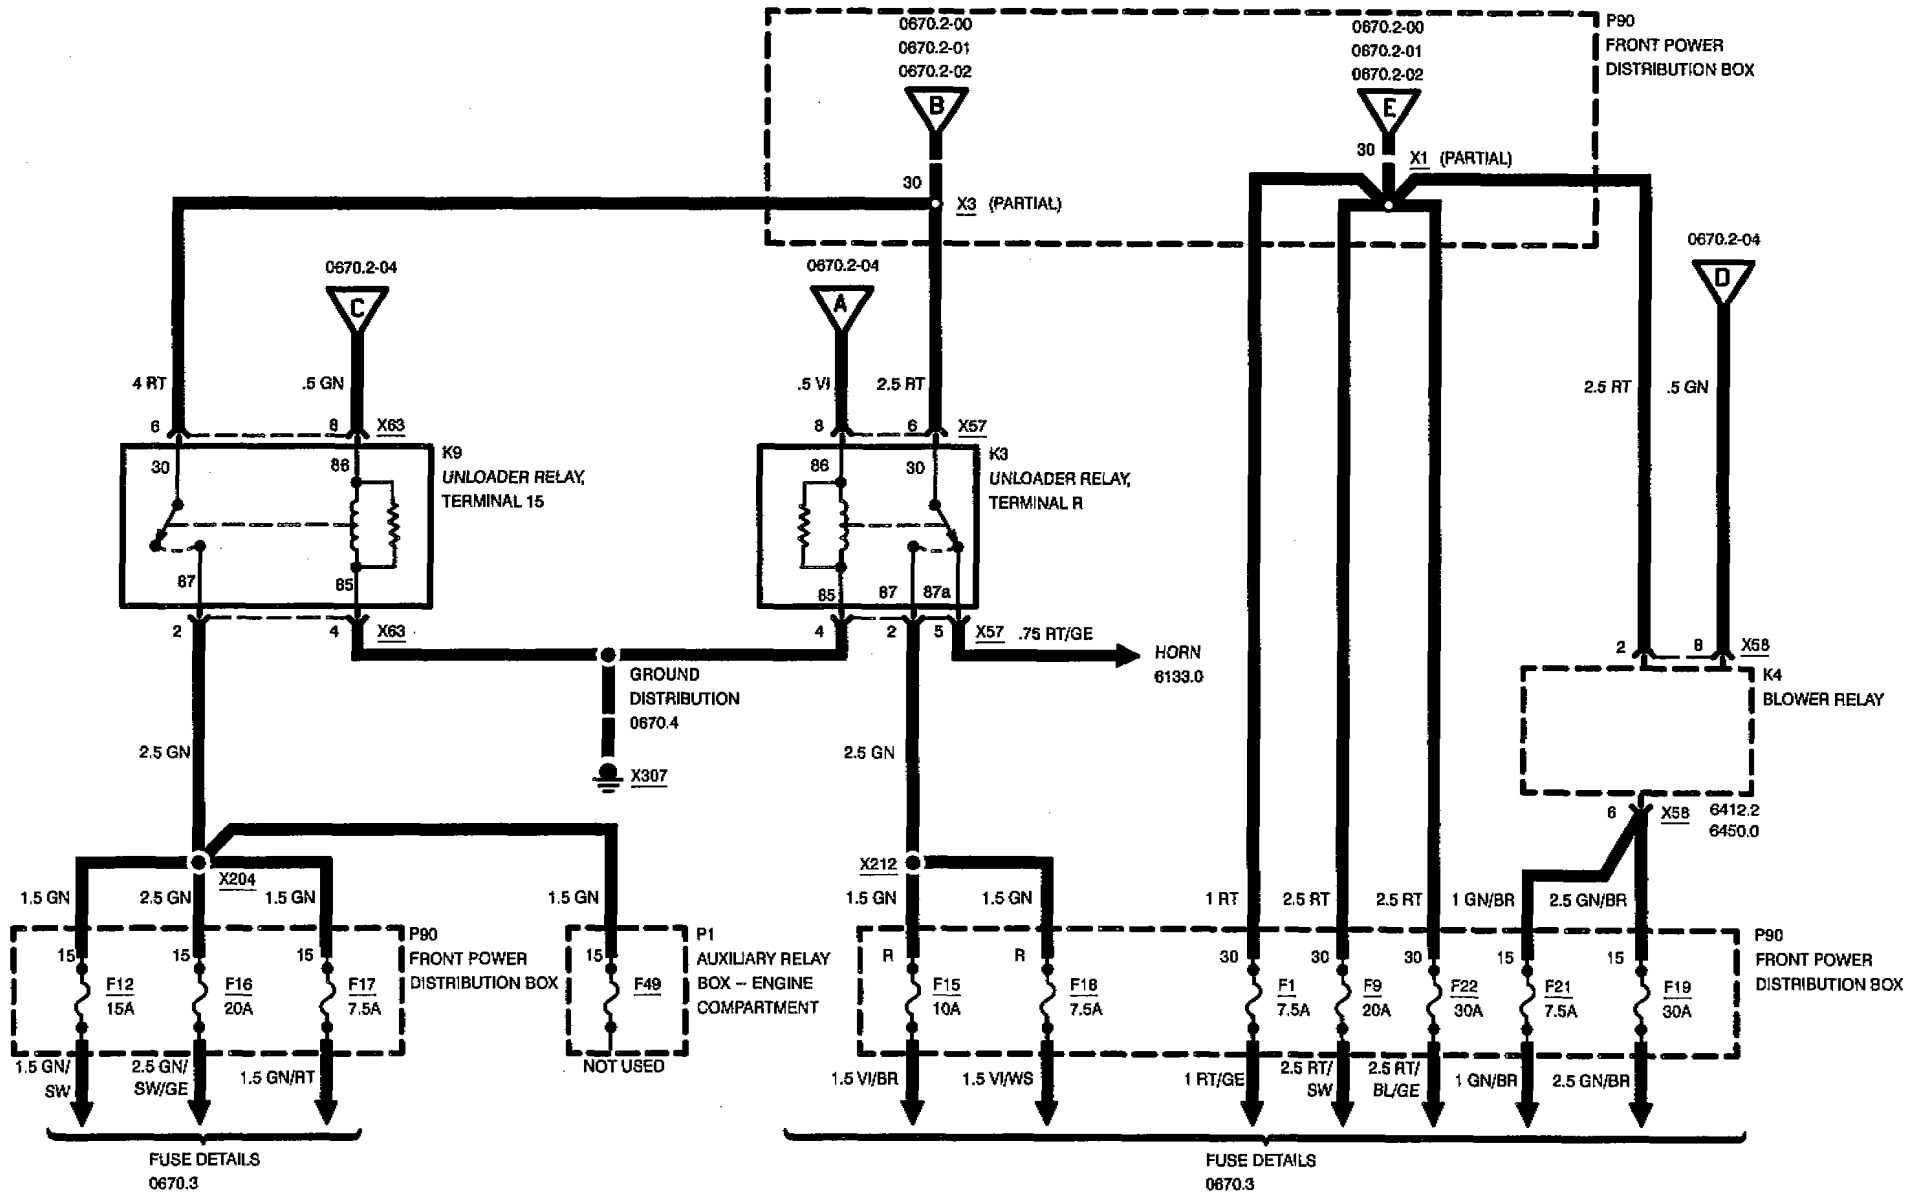 0670.2-00
0670.2-01
0670.2-02
B
30
X3 (PARTIAL)
0670.2-00
0670.2-01
0670.2-02
E
30
X1 (PARTIAL)
P90
FRONT POWER
DISTRIBUTION BOX
0670.2-04
C
0670.2-04
A
0670.2-04
D
4 RT
.5 GN
.5 VI
2.5 RT
2.5 RT
.5 GN
6
8
X63
8
6
X57
30
86
K9
UNLOADER RELAY,
TERMINAL 15
86
30
K3
UNLOADER RELAY,
TERMINAL R
87
85
85
87
87a
2
4
X63
4
2
5
X57
.75 RT/GE
HORN
6133.0
2
8
X58
K4
BLOWER RELAY
GROUND
DISTRIBUTION
0670.4
X307
2.5 GN
2.5 GN
6
X58
6412.2
6450.0
X204
X212
1.5 GN
2.5 GN
1.5 GN
1.5 GN
1.5 GN
1.5 GN
1 RT
2.5 RT
2.5 RT
1 GN/BR
2.5 GN/BR
15
15
15
P90
FRONT POWER
DISTRIBUTION BOX
15
P1
AUXILIARY RELAY
BOX – ENGINE
COMPARTMENT
R
R
30
30
30
15
15
P90
FRONT POWER
DISTRIBUTION BOX
F12
15A
F16
20A
F17
7.5A
F49
F15
10A
F18
7.5A
F1
7.5A
F9
20A
F22
30A
F21
7.5A
F19
30A
NOT USED
1.5 GN/
SW
2.5 GN/
SW/GE
1.5 GN/RT
1.5 VI/BR
1.5 VI/WS
1 RT/GE
2.5 RT/
SW
2.5 RT/
BL/GE
1 GN/BR
2.5 GN/BR
FUSE DETAILS
0670.3
FUSE DETAILS
0670.3